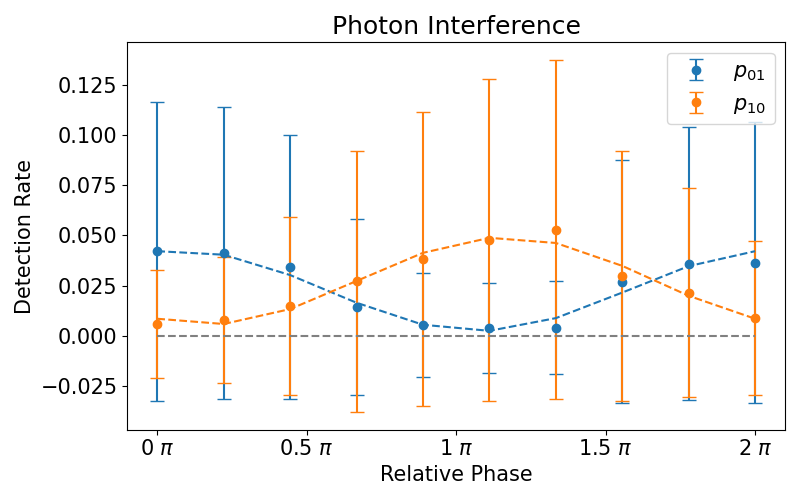 Photon Interference
p01
p10
0.125
0.100
0.075
0.050
0.025
0.000
−0.025
Detection Rate
0 π
0.5 π
1 π
1.5 π
2 π
Relative Phase